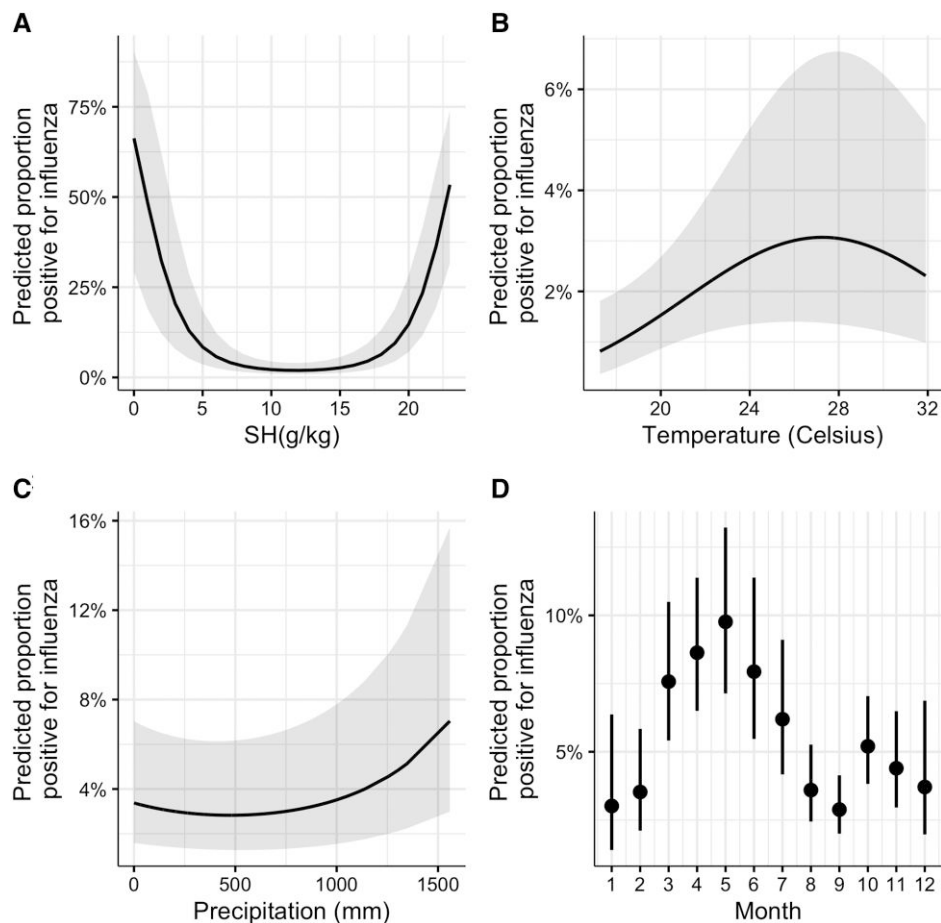 A
Predicted proportion
positive for influenza
75%
50%
25%
0%
0 5 10 15 20
SH(g/kg)
B
Predicted proportion
positive for influenza
6%
4%
2%
20 24 28 32
Temperature (Celsius)
C
Predicted proportion
positive for influenza
16%
12%
8%
4%
0 500 1000 1500
Precipitation (mm)
D
Predicted proportion
positive for influenza
10%
5%
1 2 3 4 5 6 7 8 9 10 11 12
Month